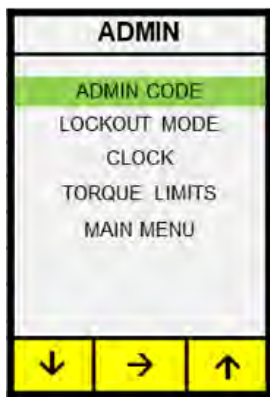 ADMIN
ADMIN CODE
LOCKOUT MODE
CLOCK
TORQUE LIMITS
MAIN MENU
↓ → ↑